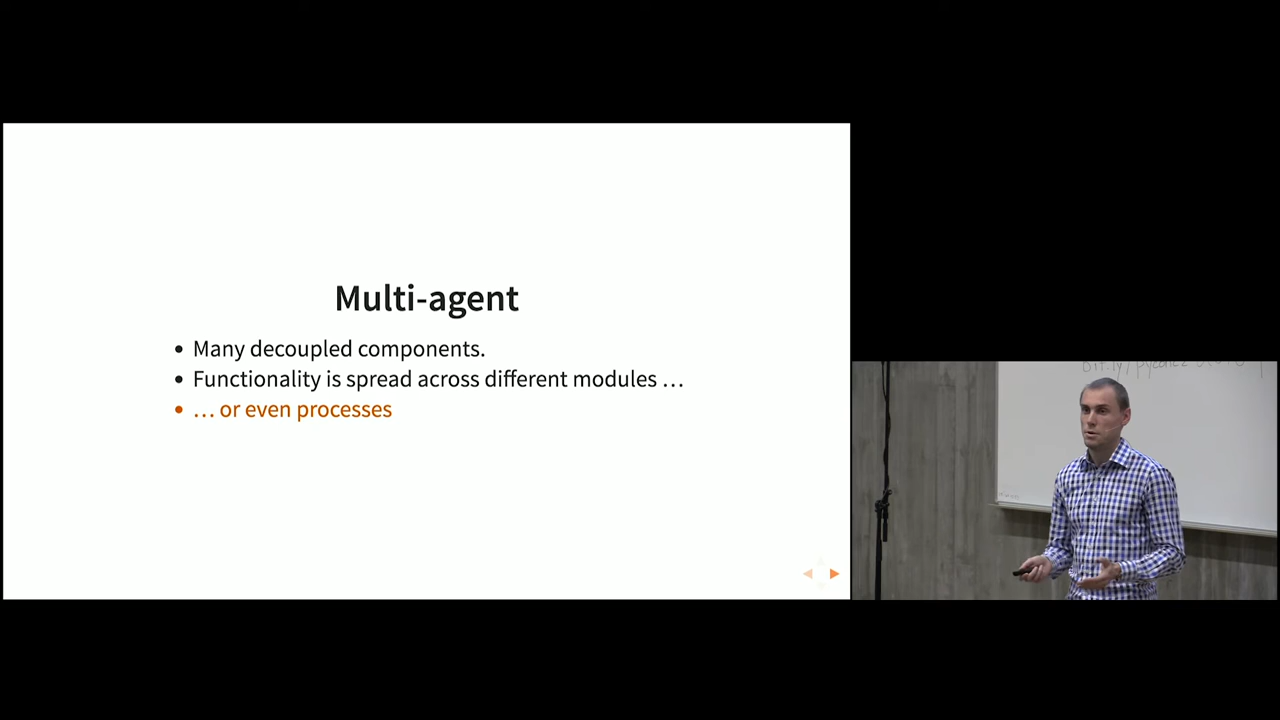 Multi-agent
• Many decoupled components.
• Functionality is spread across different modules …
• … or even processes